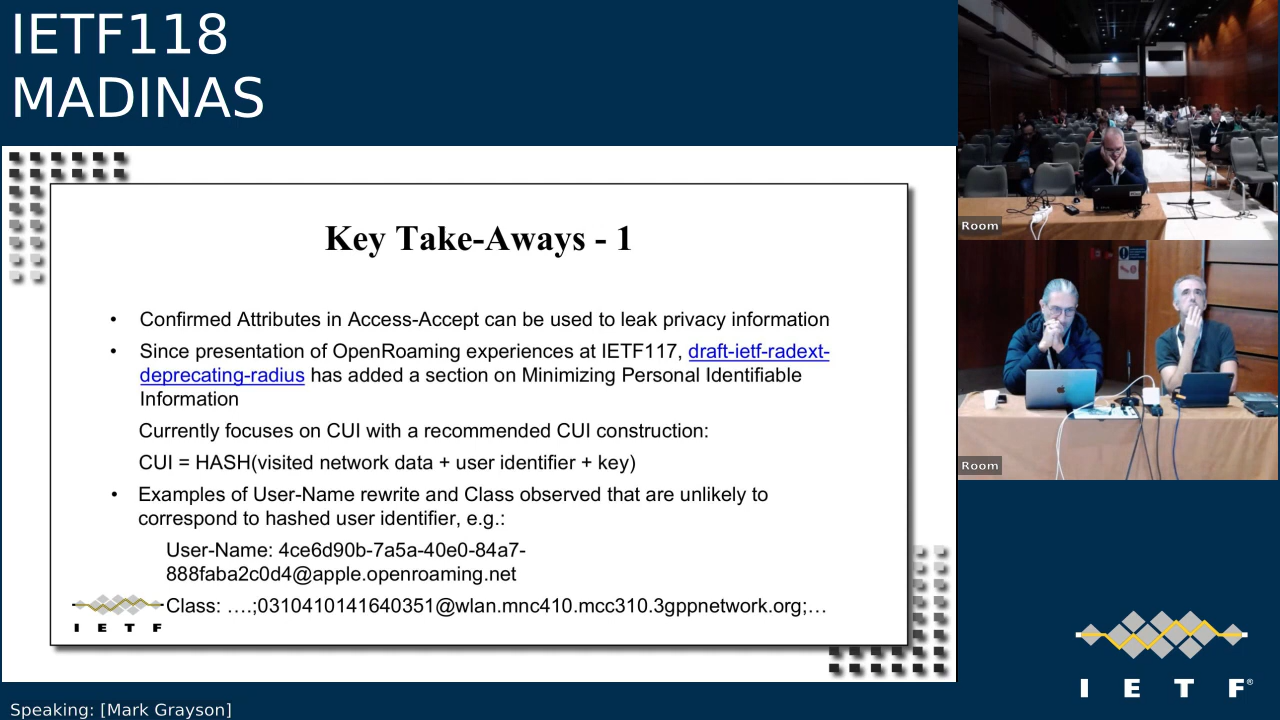 IETF118
MADINAS
Key Take-Aways - 1
• Confirmed Attributes in Access-Accept can be used to leak privacy information
• Since presentation of OpenRoaming experiences at IETF117, draft-ietf-radext-
deprecating-radius has added a section on Minimizing Personal Identifiable
Information
Currently focuses on CUI with a recommended CUI construction:
CUI = HASH(visited network data + user identifier + key)
• Examples of User-Name rewrite and Class observed that are unlikely to
correspond to hashed user identifier, e.g.:
User-Name: 4ce6d90b-7a5a-40e0-84a7-
888faba2c0d4@apple.openroaming.net
Class: ….;0310410141640351@wlan.mnc410.mcc310.3gppnetwork.org;…
I E T F
Room
Room
I E T F®
Speaking: [Mark Grayson]